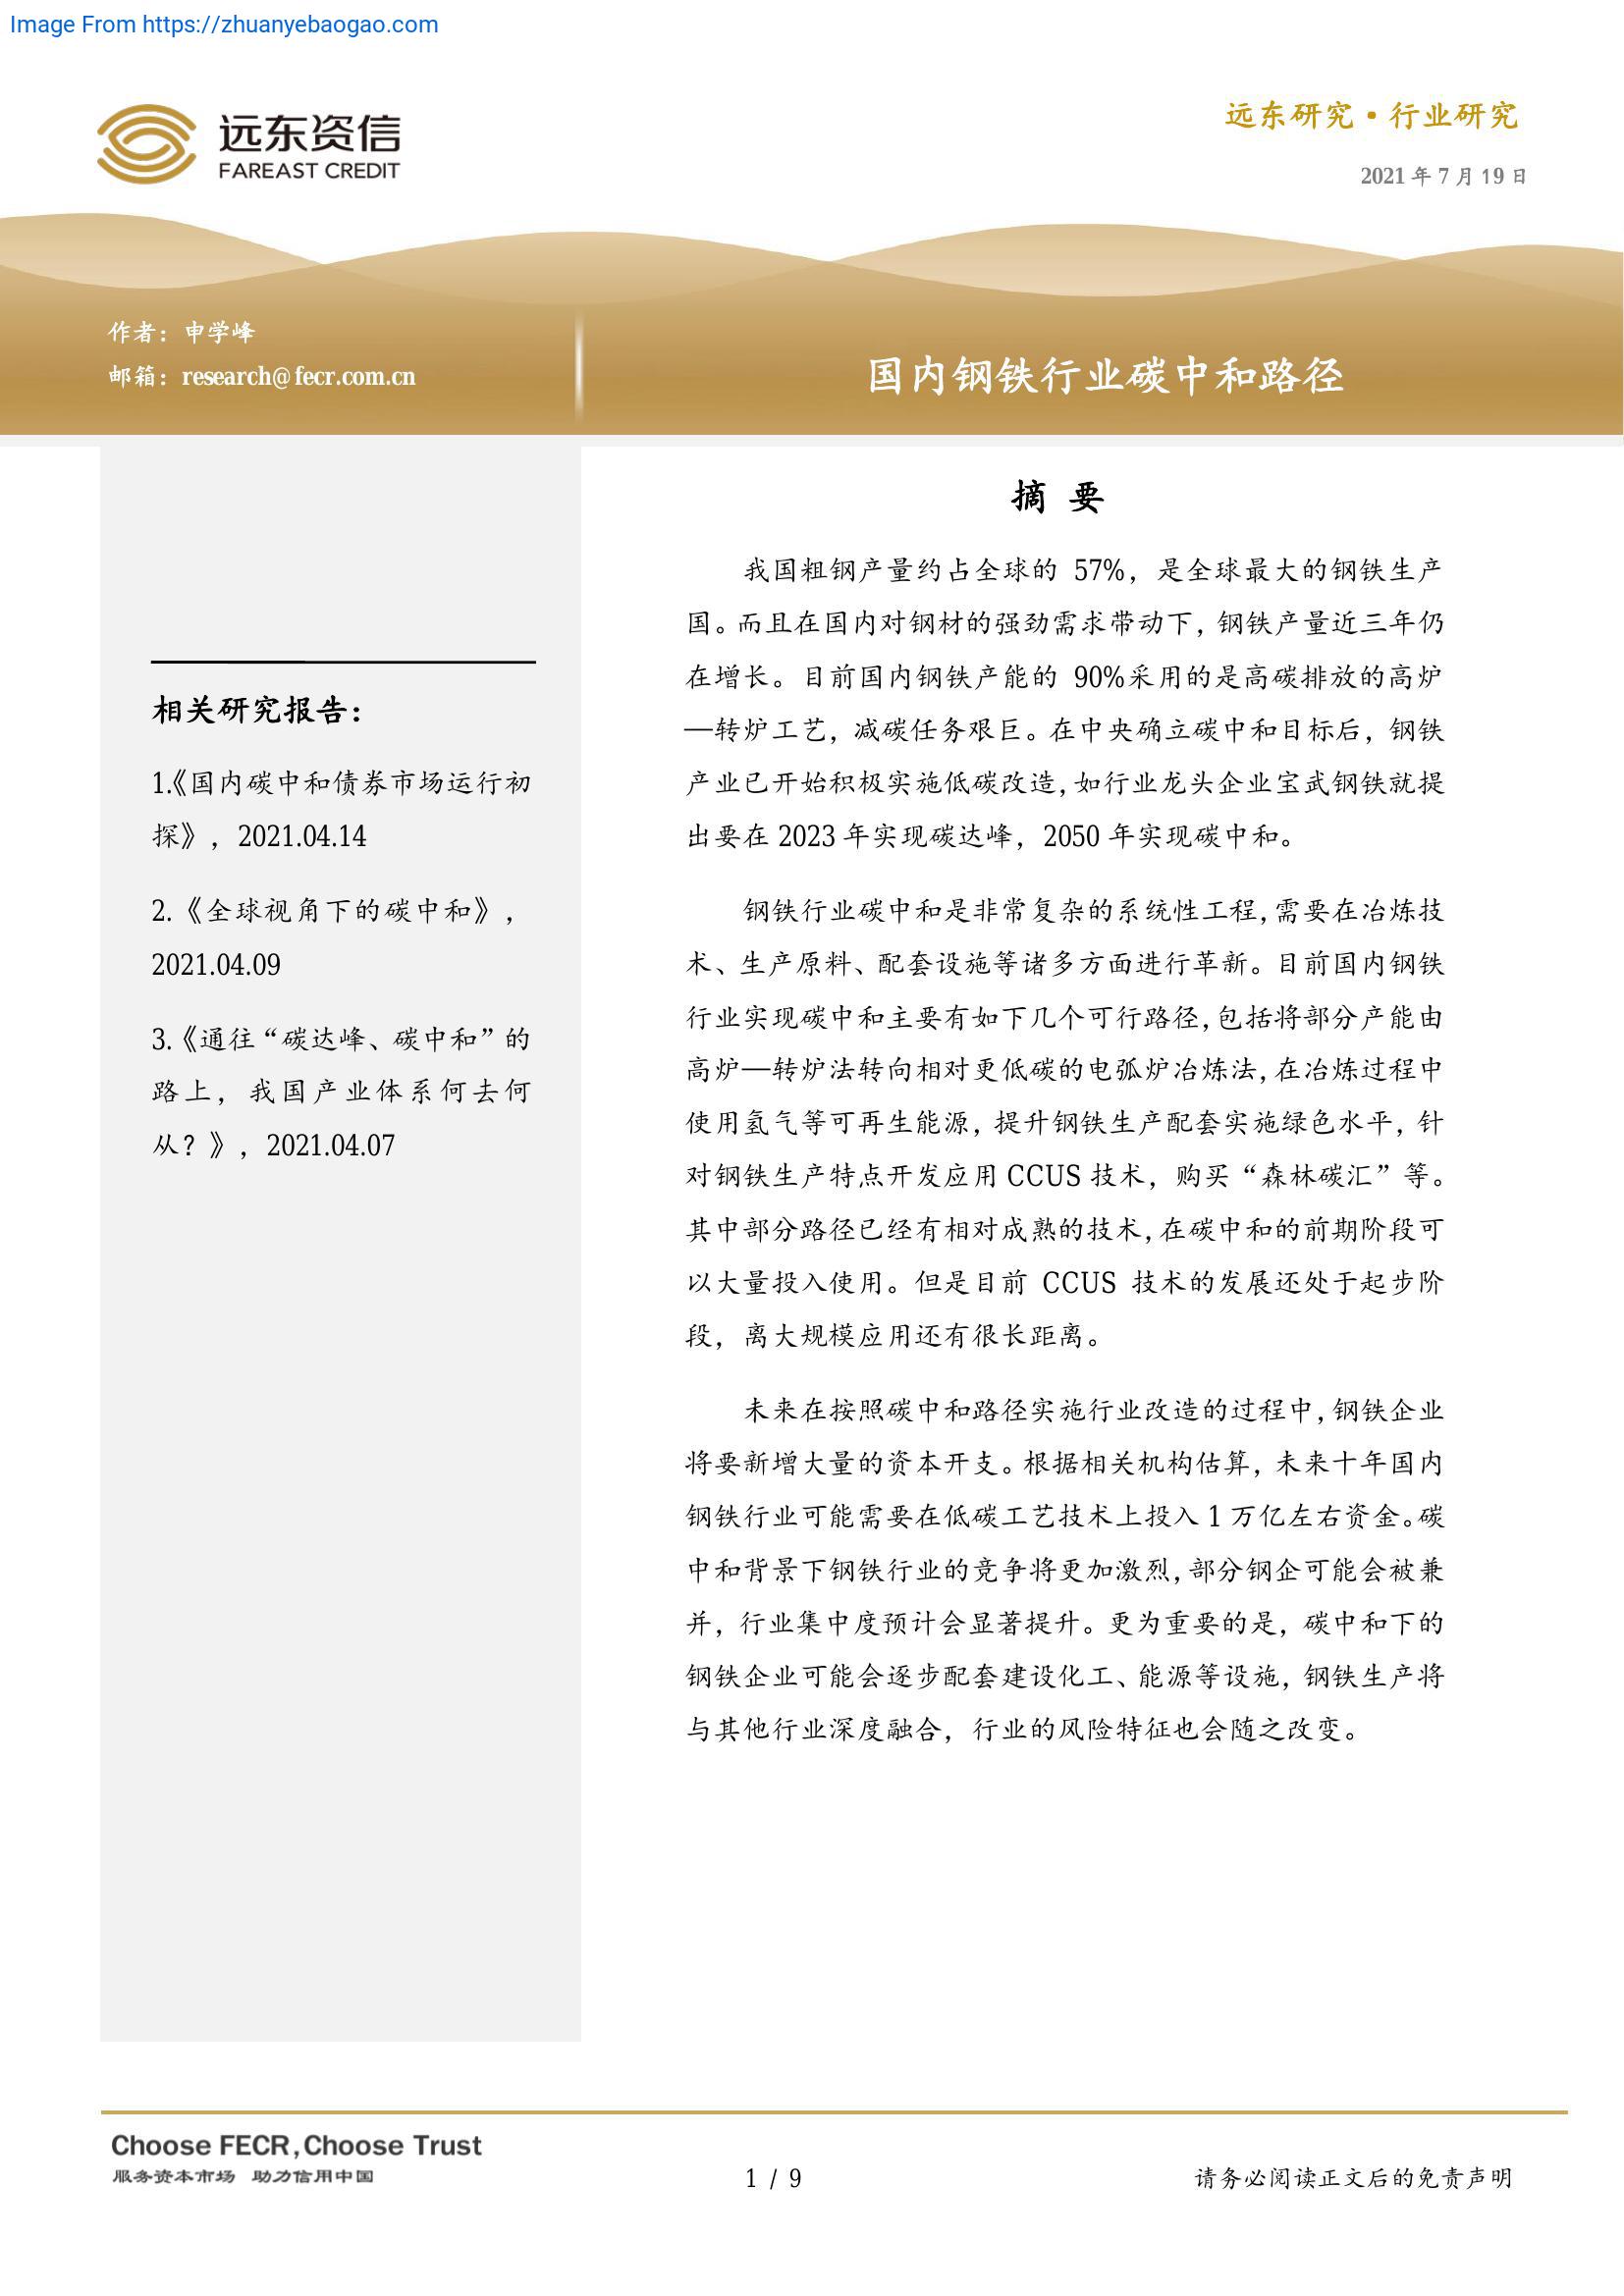 Image From https://zhuanyebaogao.com
远东资信
FAREAST CREDIT
远东研究·行业研究
2021 年 7 月 19 日
作者：申学峰
邮箱：research@fecr.com.cn
国内钢铁行业碳中和路径
相关研究报告：
1.《国内碳中和债券市场运行初
探》，2021.04.14
2.《全球视角下的碳中和》，
2021.04.09
3.《通往“碳达峰、碳中和”的
路上，我国产业体系何去何
从？》，2021.04.07
摘 要
我国粗钢产量约占全球的 57%，是全球最大的钢铁生产
国。而且在国内对钢材的强劲需求带动下，钢铁产量近三年仍
在增长。目前国内钢铁产能的 90%采用的是高碳排放的高炉
—转炉工艺，减碳任务艰巨。在中央确立碳中和目标后，钢铁
产业已开始积极实施低碳改造，如行业龙头企业宝武钢铁就提
出要在 2023 年实现碳达峰，2050 年实现碳中和。
钢铁行业碳中和是非常复杂的系统性工程，需要在冶炼技
术、生产原料、配套设施等诸多方面进行革新。目前国内钢铁
行业实现碳中和主要有如下几个可行路径，包括将部分产能由
高炉—转炉法转向相对更低碳的电弧炉冶炼法，在冶炼过程中
使用氢气等可再生能源，提升钢铁生产配套实施绿色水平，针
对钢铁生产特点开发应用 CCUS 技术，购买“森林碳汇”等。
其中部分路径已经有相对成熟的技术，在碳中和的前期阶段可
以大量投入使用。但是目前 CCUS 技术的发展还处于起步阶
段，离大规模应用还有很长距离。
未来在按照碳中和路径实施行业改造的过程中，钢铁企业
将要新增大量的资本开支。根据相关机构估算，未来十年国内
钢铁行业可能需要在低碳工艺技术上投入 1 万亿左右资金。碳
中和背景下钢铁行业的竞争将更加激烈，部分钢企可能会被兼
并，行业集中度预计会显著提升。更为重要的是，碳中和下的
钢铁企业可能会逐步配套建设化工、能源等设施，钢铁生产将
与其他行业深度融合，行业的风险特征也会随之改变。
Choose FECR,Choose Trust
服务资本市场 助力信用中国
1 / 9
请务必阅读正文后的免责声明